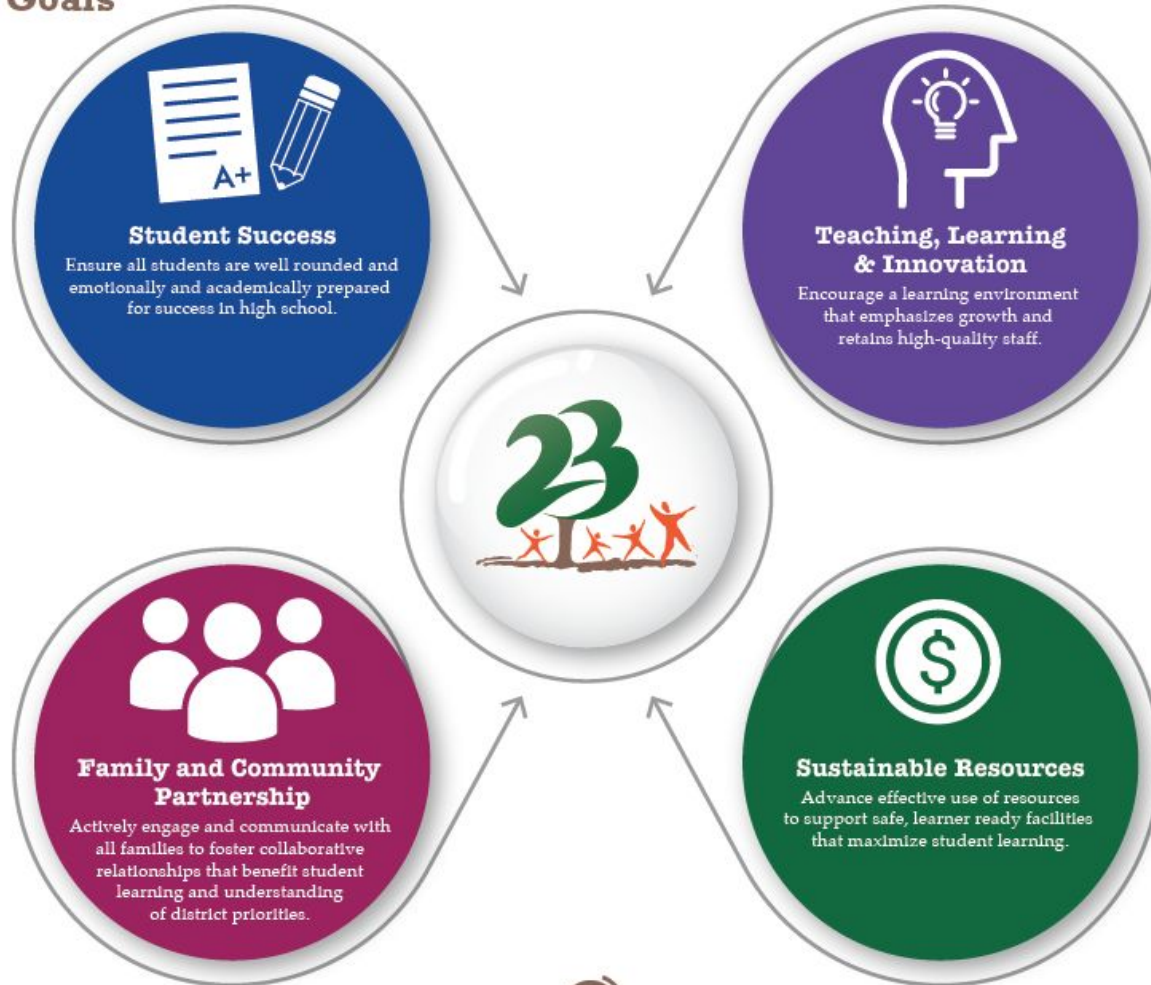 Goals
A+
Student Success
Ensure all students are well rounded and
emotionally and academically prepared
for success in high school.
Teaching, Learning
& Innovation
Encourage a learning environment
that emphasizes growth and
retains high-quality staff.
23
Family and Community
Partnership
Actively engage and communicate with
all families to foster collaborative
relationships that benefit student
learning and understanding
of district priorities.
$
Sustainable Resources
Advance effective use of resources
to support safe, learner ready facilities
that maximize student learning.